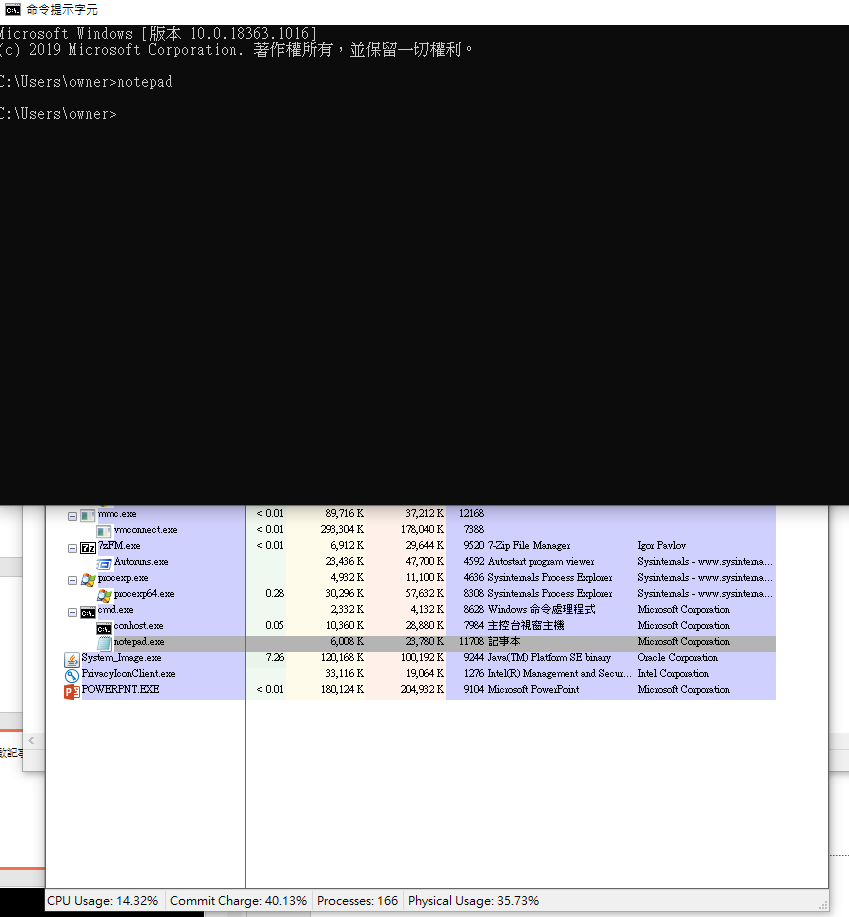 命令提示字元
Microsoft Windows [版本 10.0.18363.1016]
(c) 2019 Microsoft Corporation. 著作權所有，並保留一切權利。
C:\Users\owner>notepad
C:\Users\owner>
mmc.exe < 0.01 89,716 K 37,212 K 12168
vmconnect.exe < 0.01 293,304 K 178,040 K 7388
7zFM.exe < 0.01 6,912 K 29,644 K 9520 7-Zip File Manager Igor Pavlov
Autoruns.exe 23,436 K 47,700 K 4592 Autostart program viewer Sysinternals - www.sysinterna...
procexp.exe 4,932 K 11,100 K 4636 Sysinternals Process Explorer Sysinternals - www.sysinterna...
procexp64.exe 0.28 30,296 K 57,632 K 8308 Sysinternals Process Explorer Sysinternals - www.sysinterna...
cmd.exe 2,332 K 4,132 K 8628 Windows 命令處理程式 Microsoft Corporation
conhost.exe 0.05 10,360 K 28,880 K 7984 主控台視窗主機 Microsoft Corporation
notepad.exe 6,008 K 23,780 K 11708 記事本 Microsoft Corporation
System_Image.exe 7.26 120,168 K 100,192 K 9244 Java(TM) Platform SE binary Oracle Corporation
PrivacyIconClient.exe 33,116 K 19,064 K 1276 Intel(R) Management and Secur... Intel Corporation
POWERPNT.EXE < 0.01 180,124 K 204,932 K 9104 Microsoft PowerPoint Microsoft Corporation
CPU Usage: 14.32% Commit Charge: 40.13% Processes: 166 Physical Usage: 35.73%